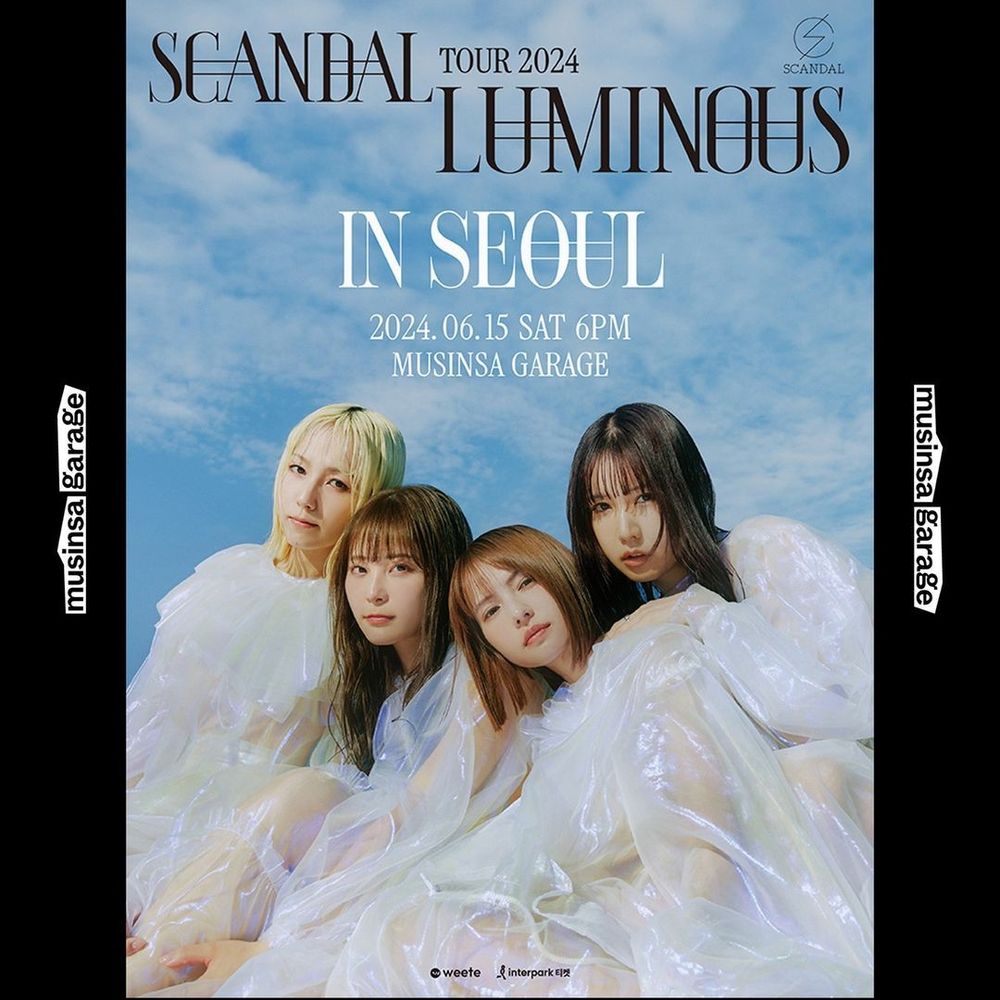 SCANDAL TOUR 2024
SCANDAL
LUMINOUS
IN SEOUL
2024. 06. 15 SAT 6PM
MUSINSA GARAGE
musinsa garage
musinsa garage
weete interpark 티켓